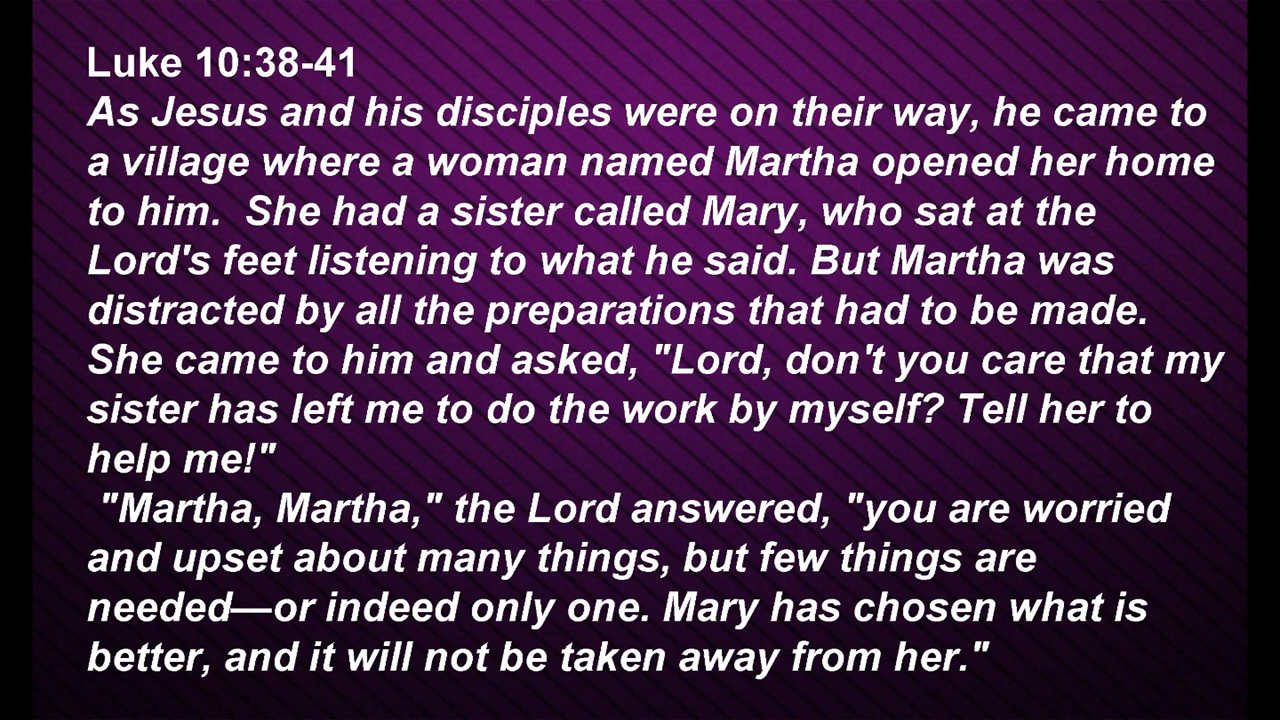 Luke 10:38-41
As Jesus and his disciples were on their way, he came to
a village where a woman named Martha opened her home
to him.  She had a sister called Mary, who sat at the
Lord's feet listening to what he said. But Martha was
distracted by all the preparations that had to be made.
She came to him and asked, "Lord, don't you care that my
sister has left me to do the work by myself? Tell her to
help me!"
"Martha, Martha," the Lord answered, "you are worried
and upset about many things, but few things are
needed—or indeed only one. Mary has chosen what is
better, and it will not be taken away from her."